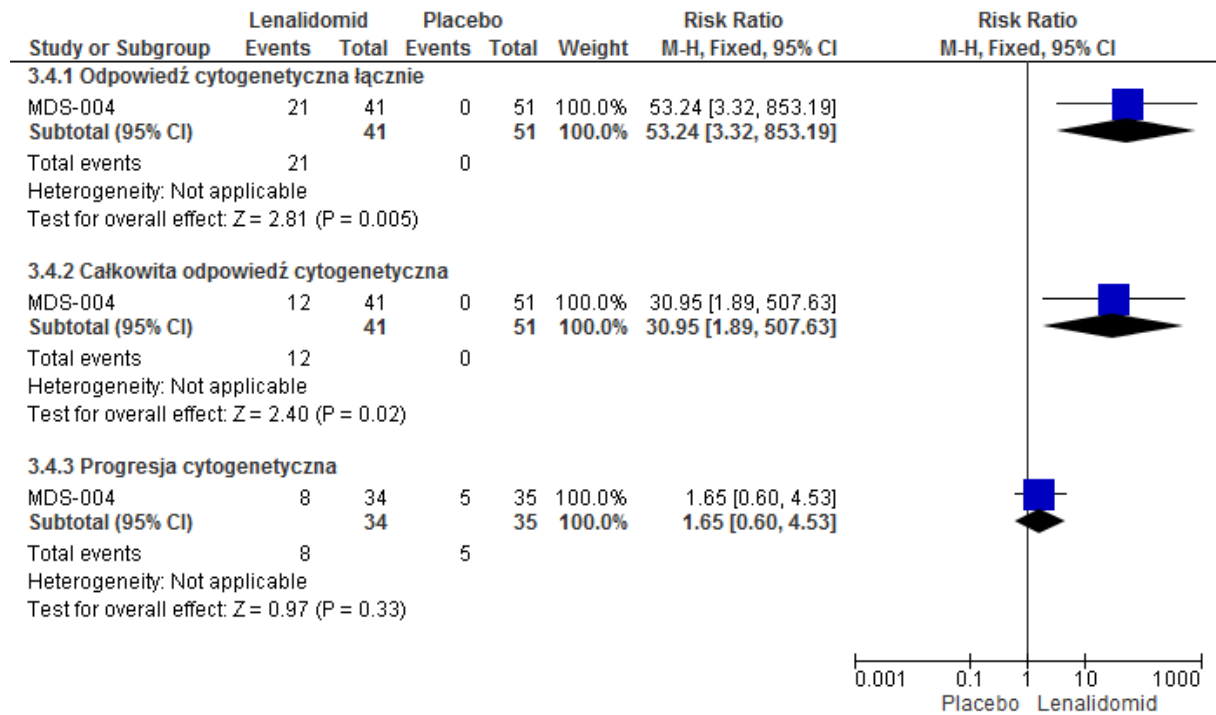 Lenalidomid Placebo Risk Ratio Risk Ratio
Study or Subgroup Events Total Events Total Weight M-H, Fixed, 95% CI M-H, Fixed, 95% CI
3.4.1 Odpowiedź cytogenetyczna łącznie
MDS-004 21 41 0 51 100.0% 53.24 [3.32, 853.19]
Subtotal (95% CI) 41 51 100.0% 53.24 [3.32, 853.19]
Total events 21 0
Heterogeneity: Not applicable
Test for overall effect: Z = 2.81 (P = 0.005)
3.4.2 Całkowita odpowiedź cytogenetyczna
MDS-004 12 41 0 51 100.0% 30.95 [1.89, 507.63]
Subtotal (95% CI) 41 51 100.0% 30.95 [1.89, 507.63]
Total events 12 0
Heterogeneity: Not applicable
Test for overall effect: Z = 2.40 (P = 0.02)
3.4.3 Progresja cytogenetyczna
MDS-004 8 34 5 35 100.0% 1.65 [0.60, 4.53]
Subtotal (95% CI) 34 35 100.0% 1.65 [0.60, 4.53]
Total events 8 5
Heterogeneity: Not applicable
Test for overall effect: Z = 0.97 (P = 0.33)
0.001 0.1 1 10 1000
Placebo Lenalidomid